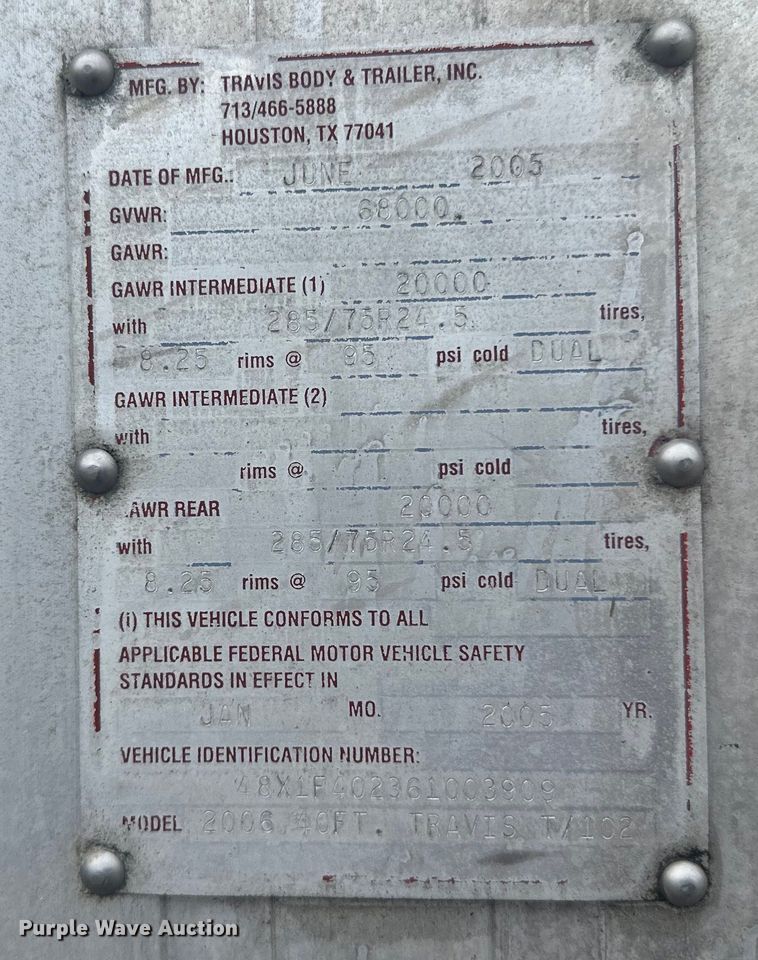 MFG. BY: TRAVIS BODY & TRAILER, INC.
713/466-5888
HOUSTON, TX 77041
DATE OF MFG.: JUNE 2005
GVWR: 68000.
GAWR:
GAWR INTERMEDIATE (1) 20000
with 285/75R24.5 tires,
8.25 rims @ 95 psi cold DUAL
GAWR INTERMEDIATE (2)
with tires,
rims @ psi cold
AWR REAR 20000
with 285/75R24.5 tires,
8.25 rims @ 95 psi cold DUAL
(i) THIS VEHICLE CONFORMS TO ALL
APPLICABLE FEDERAL MOTOR VEHICLE SAFETY
STANDARDS IN EFFECT IN
JAN MO. 2005 YR.
VEHICLE IDENTIFICATION NUMBER:
48X1F402361003909
MODEL 2006 40FT. TRAVIS T/102
Purple Wave Auction